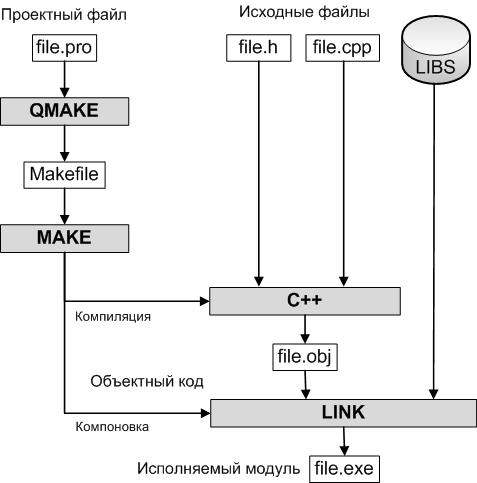 Проектный файл
Исходные файлы
file.pro
file.h
file.cpp
LIBS
QMAKE
Makefile
MAKE
C++
Компиляция
file.obj
Объектный код
LINK
Компоновка
Исполняемый модуль
file.exe